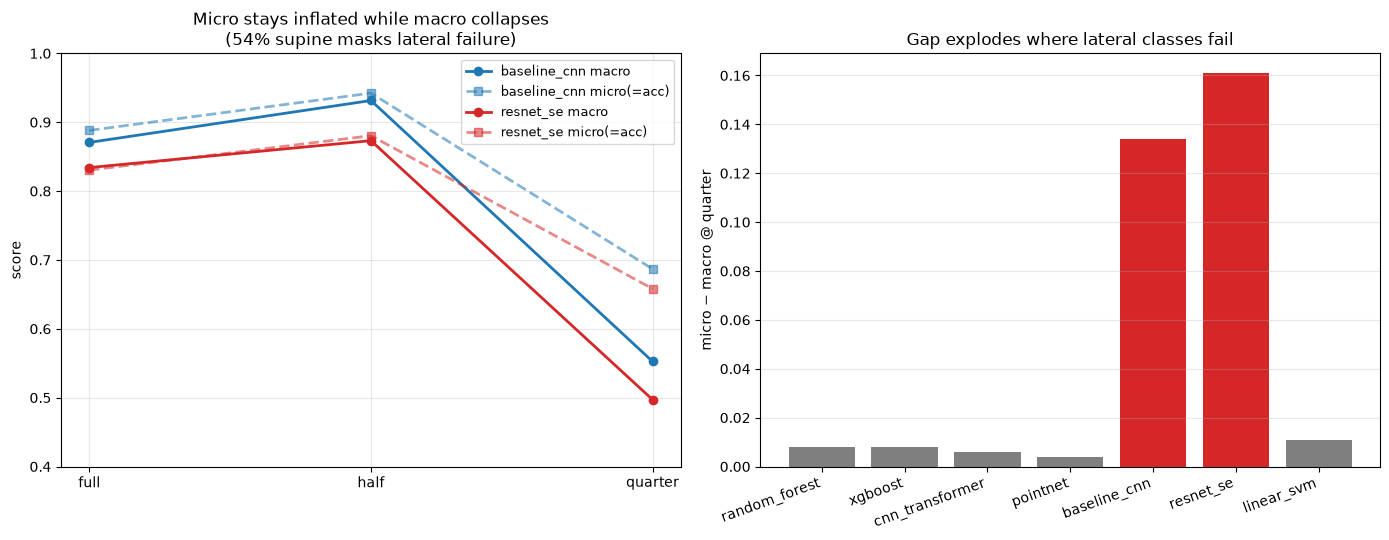 Micro stays inflated while macro collapses
(54% supine masks lateral failure)
1.0
0.9
0.8
0.7
0.6
0.5
0.4
score
full
half
quarter
baseline_cnn macro
baseline_cnn micro(=acc)
resnet_se macro
resnet_se micro(=acc)
Gap explodes where lateral classes fail
0.16
0.14
0.12
0.10
0.08
0.06
0.04
0.02
0.00
micro − macro @ quarter
random_forest
xgboost
cnn_transformer
pointnet
baseline_cnn
resnet_se
linear_svm